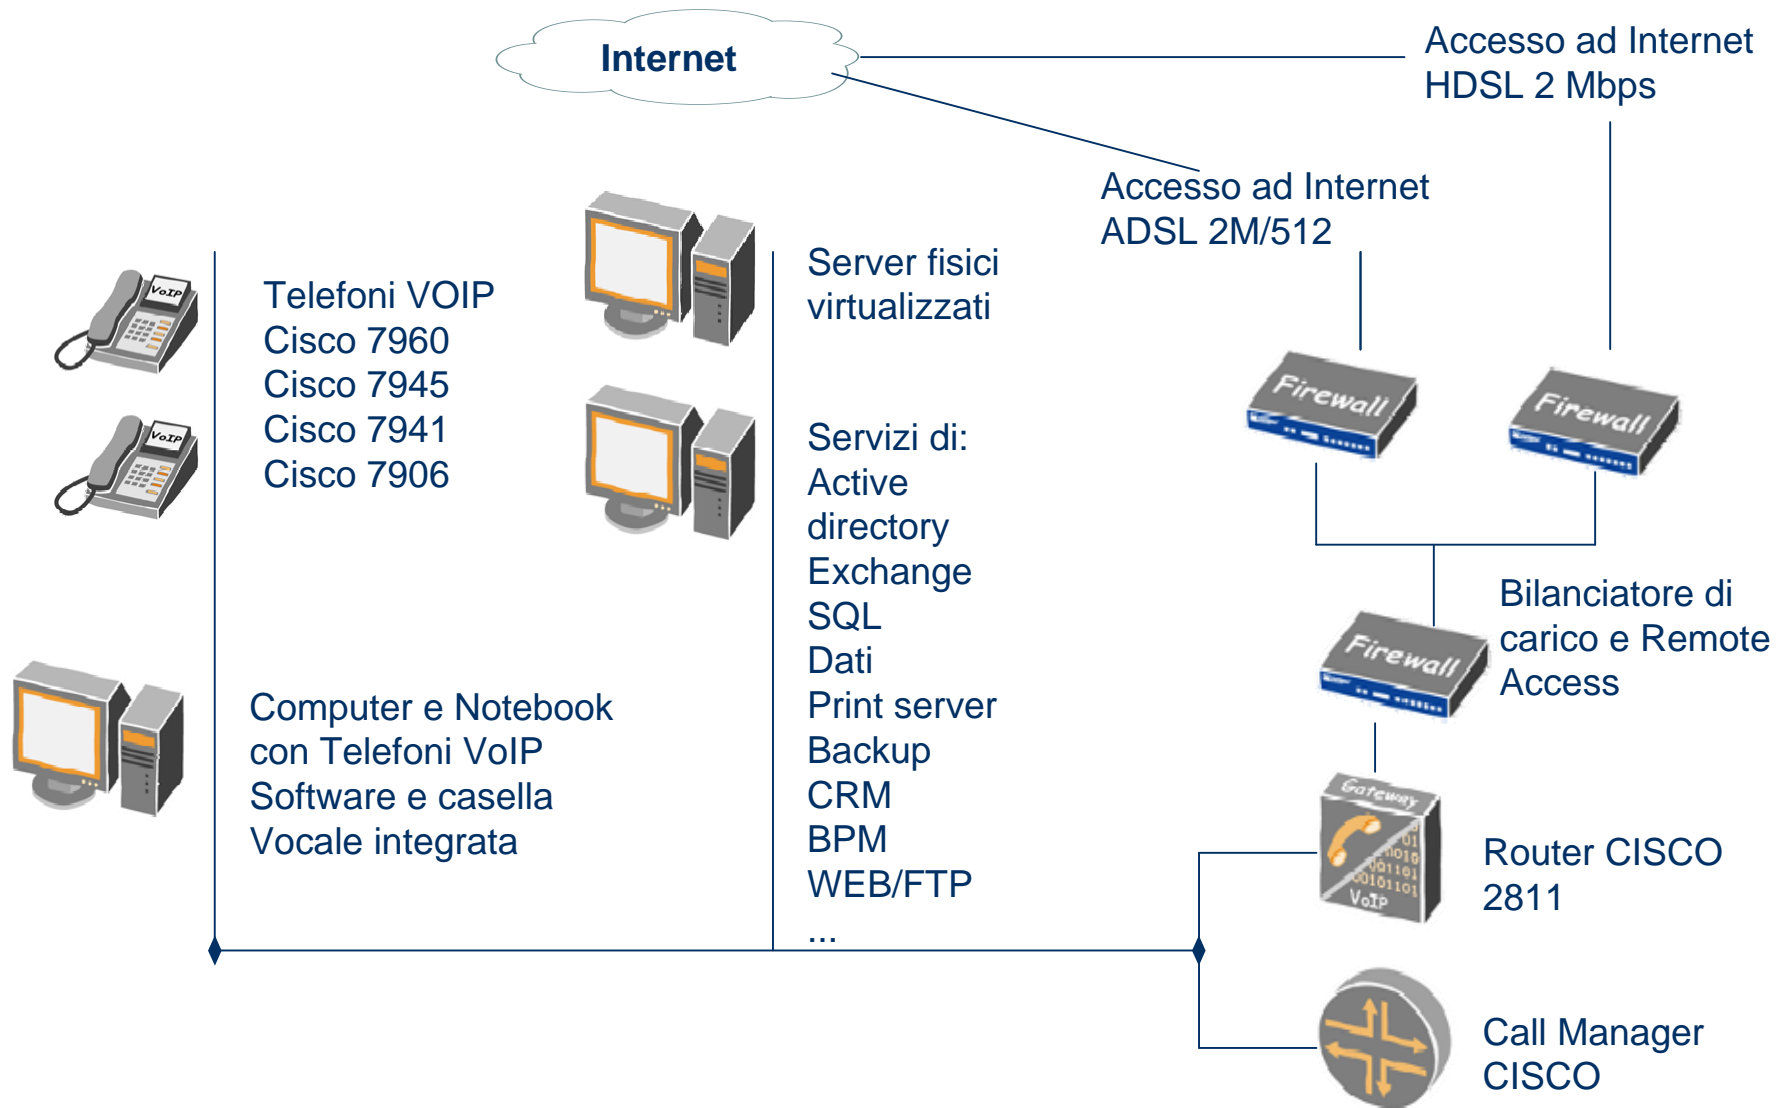 Internet
Accesso ad Internet
HDSL 2 Mbps
Accesso ad Internet
ADSL 2M/512
VoIP
VoIP
Telefoni VOIP
Cisco 7960
Cisco 7945
Cisco 7941
Cisco 7906
Server fisici
virtualizzati
Servizi di:
Active
directory
Exchange
SQL
Dati
Print server
Backup
CRM
BPM
WEB/FTP
...
Firewall
Firewall
Firewall
Bilanciatore di
carico e Remote
Access
Computer e Notebook
con Telefoni VoIP
Software e casella
Vocale integrata
Gateway
01
001101
00101101
VoIP
Router CISCO
2811
Call Manager
CISCO